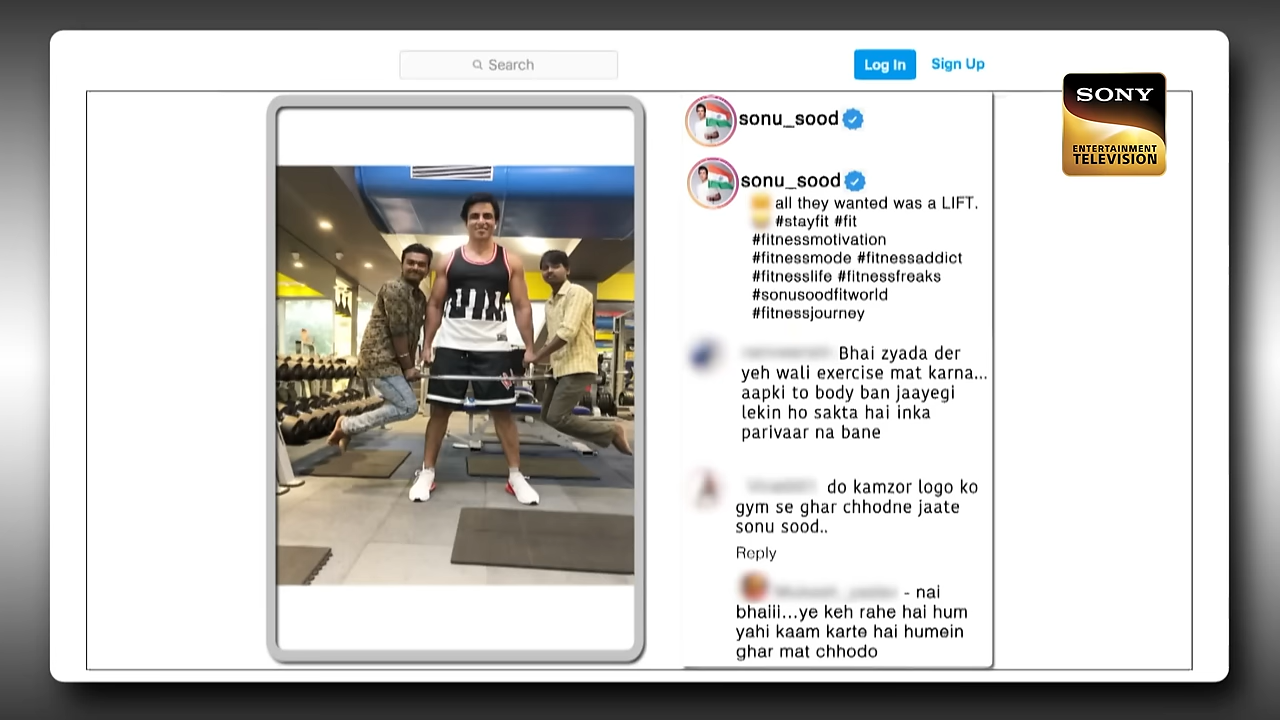 Search
Log In
Sign Up
SONY
ENTERTAINMENT
TELEVISION
sonu_sood
sonu_sood
all they wanted was a LIFT.
#stayfit #fit
#fitnessmotivation
#fitnessmode #fitnessaddict
#fitnesslife #fitnessfreaks
#sonusoodfitworld
#fitnessjourney
Bhai zyada der
yeh wali exercise mat karna...
aapki to body ban jaayegi
lekin ho sakta hai inka
parivaar na bane
do kamzor logo ko
gym se ghar chhodne jaate
sonu sood..
Reply
- nai
bhaiii...ye keh rahe hai hum
yahi kaam karte hai humein
ghar mat chhodo